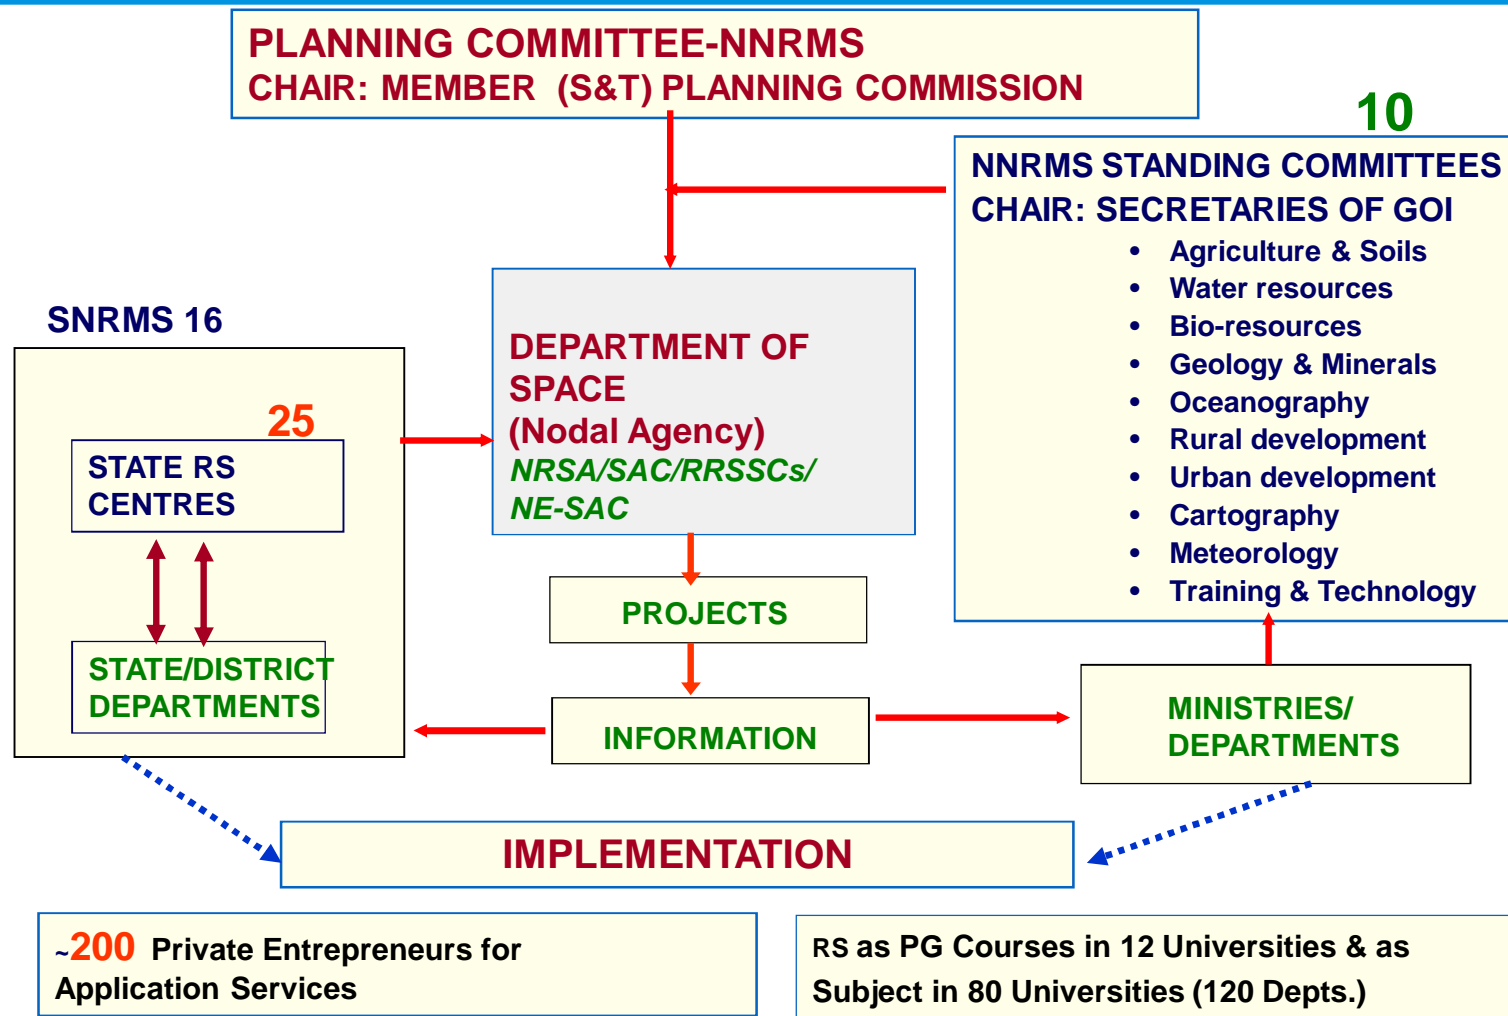 PLANNING COMMITTEE-NNRMS
CHAIR: MEMBER (S&T) PLANNING COMMISSION
10
NNRMS STANDING COMMITTEES
CHAIR: SECRETARIES OF GOI
• Agriculture & Soils
• Water resources
• Bio-resources
• Geology & Minerals
• Oceanography
• Rural development
• Urban development
• Cartography
• Meteorology
• Training & Technology
SNRMS 16
25
STATE RS
CENTRES
STATE/DISTRICT
DEPARTMENTS
DEPARTMENT OF
SPACE
(Nodal Agency)
NRSA/SAC/RRSSCs/
NE-SAC
PROJECTS
INFORMATION
MINISTRIES/
DEPARTMENTS
IMPLEMENTATION
~200 Private Entrepreneurs for
Application Services
RS as PG Courses in 12 Universities & as
Subject in 80 Universities (120 Depts.)